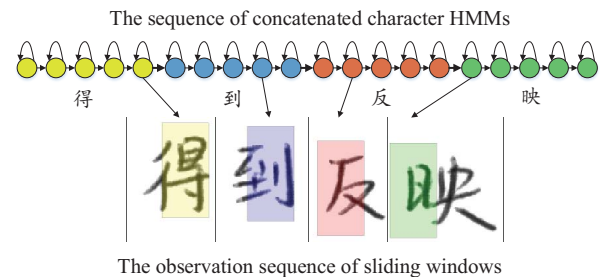 The sequence of concatenated character HMMs
得 到 反 映
得到反映
The observation sequence of sliding windows